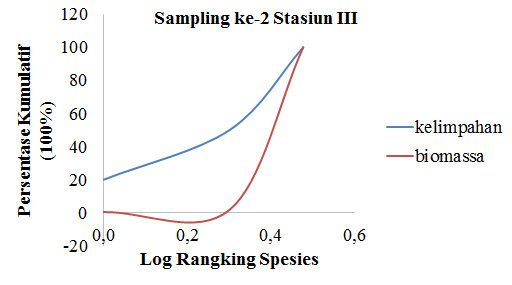 Sampling ke-2 Stasiun III
120
100
80
60
40
20
0
-20
Persentase Kumulatif
(100%)
0,0
0,2
0,4
0,6
Log Rangking Spesies
kelimpahan
biomassa